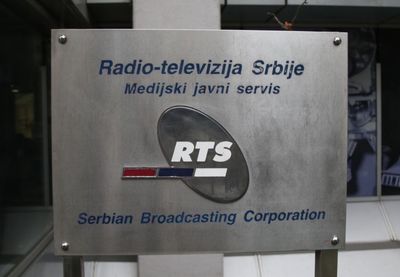 Radio-televizija Srbije
Medijski javni servis
RTS
Serbian Broadcasting Corporation